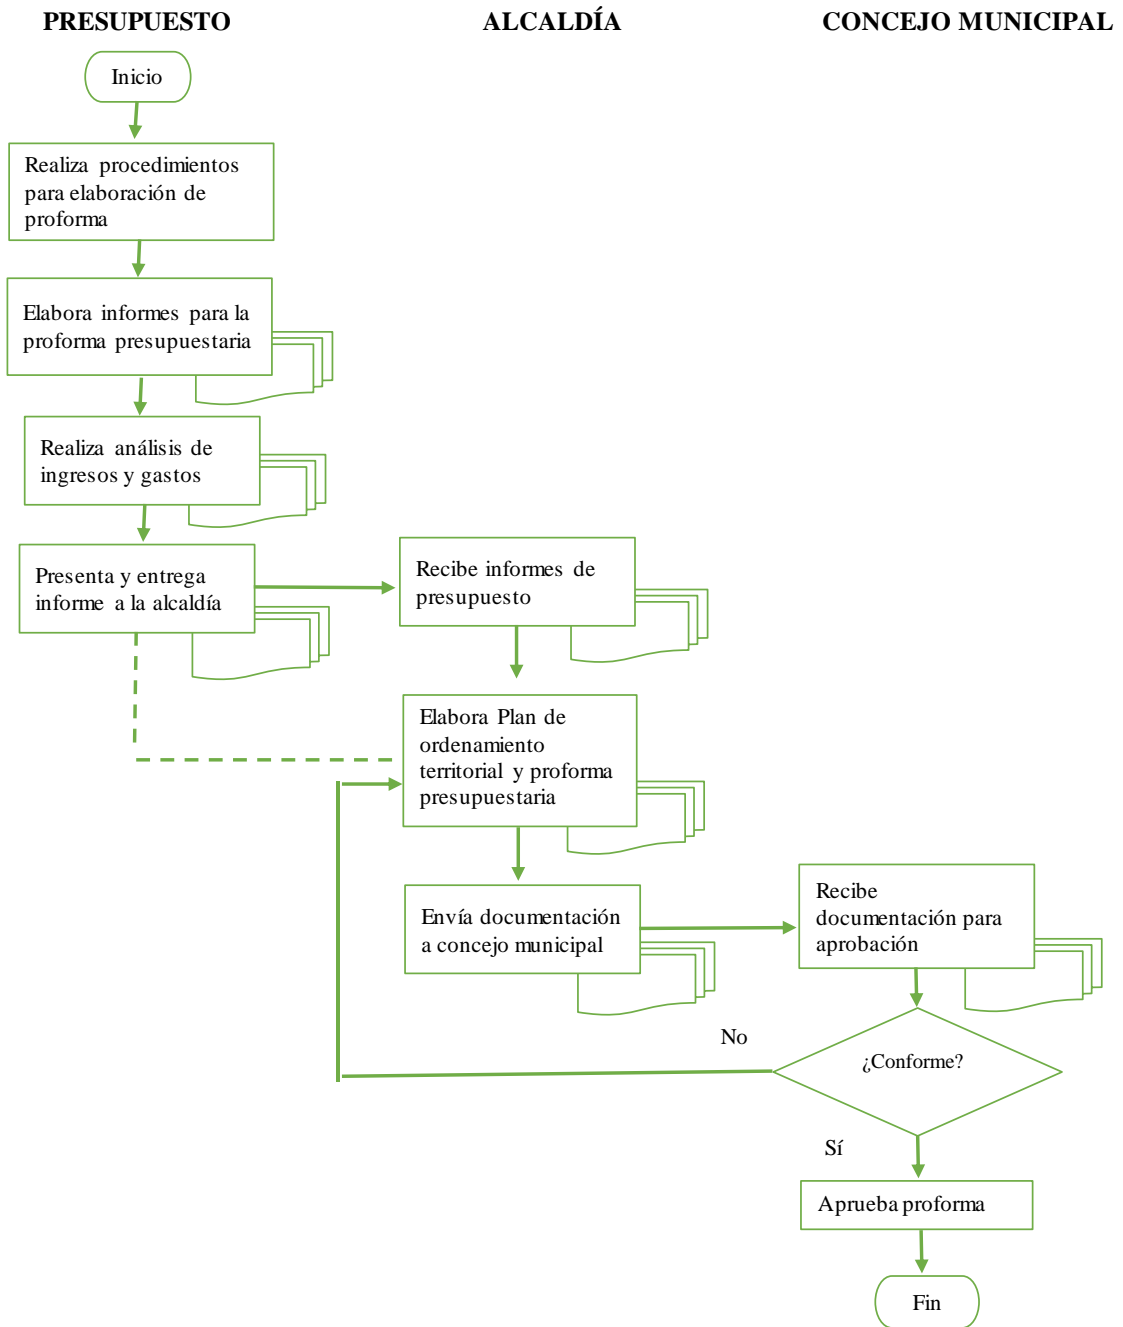 PRESUPUESTO
ALCALDÍA
CONCEJO MUNICIPAL
Inicio
Realiza procedimientos
para elaboración de
proforma
Elabora informes para la
proforma presupuestaria
Realiza análisis de
ingresos y gastos
Presenta y entrega
informe a la alcaldía
Recibe informes de
presupuesto
Elabora Plan de
ordenamiento
territorial y proforma
presupuestaria
Envía documentación
a concejo municipal
Recibe
documentación para
aprobación
No
¿Conforme?
Sí
Aprueba proforma
Fin